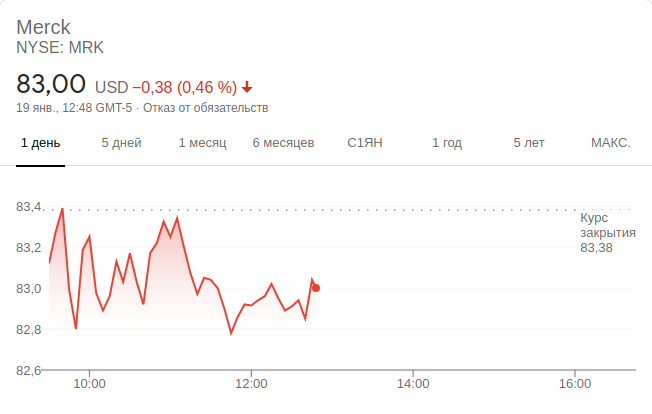 Merck
NYSE: MRK
83,00 USD −0,38 (0,46 %)
19 янв., 12:48 GMT-5 · Отказ от обязательств
1 день 5 дней 1 месяц 6 месяцев С1ЯН 1 год 5 лет МАКС.
83,4
Курс
закрытия
83,38
83,2
83,0
82,8
82,6
10:00 12:00 14:00 16:00